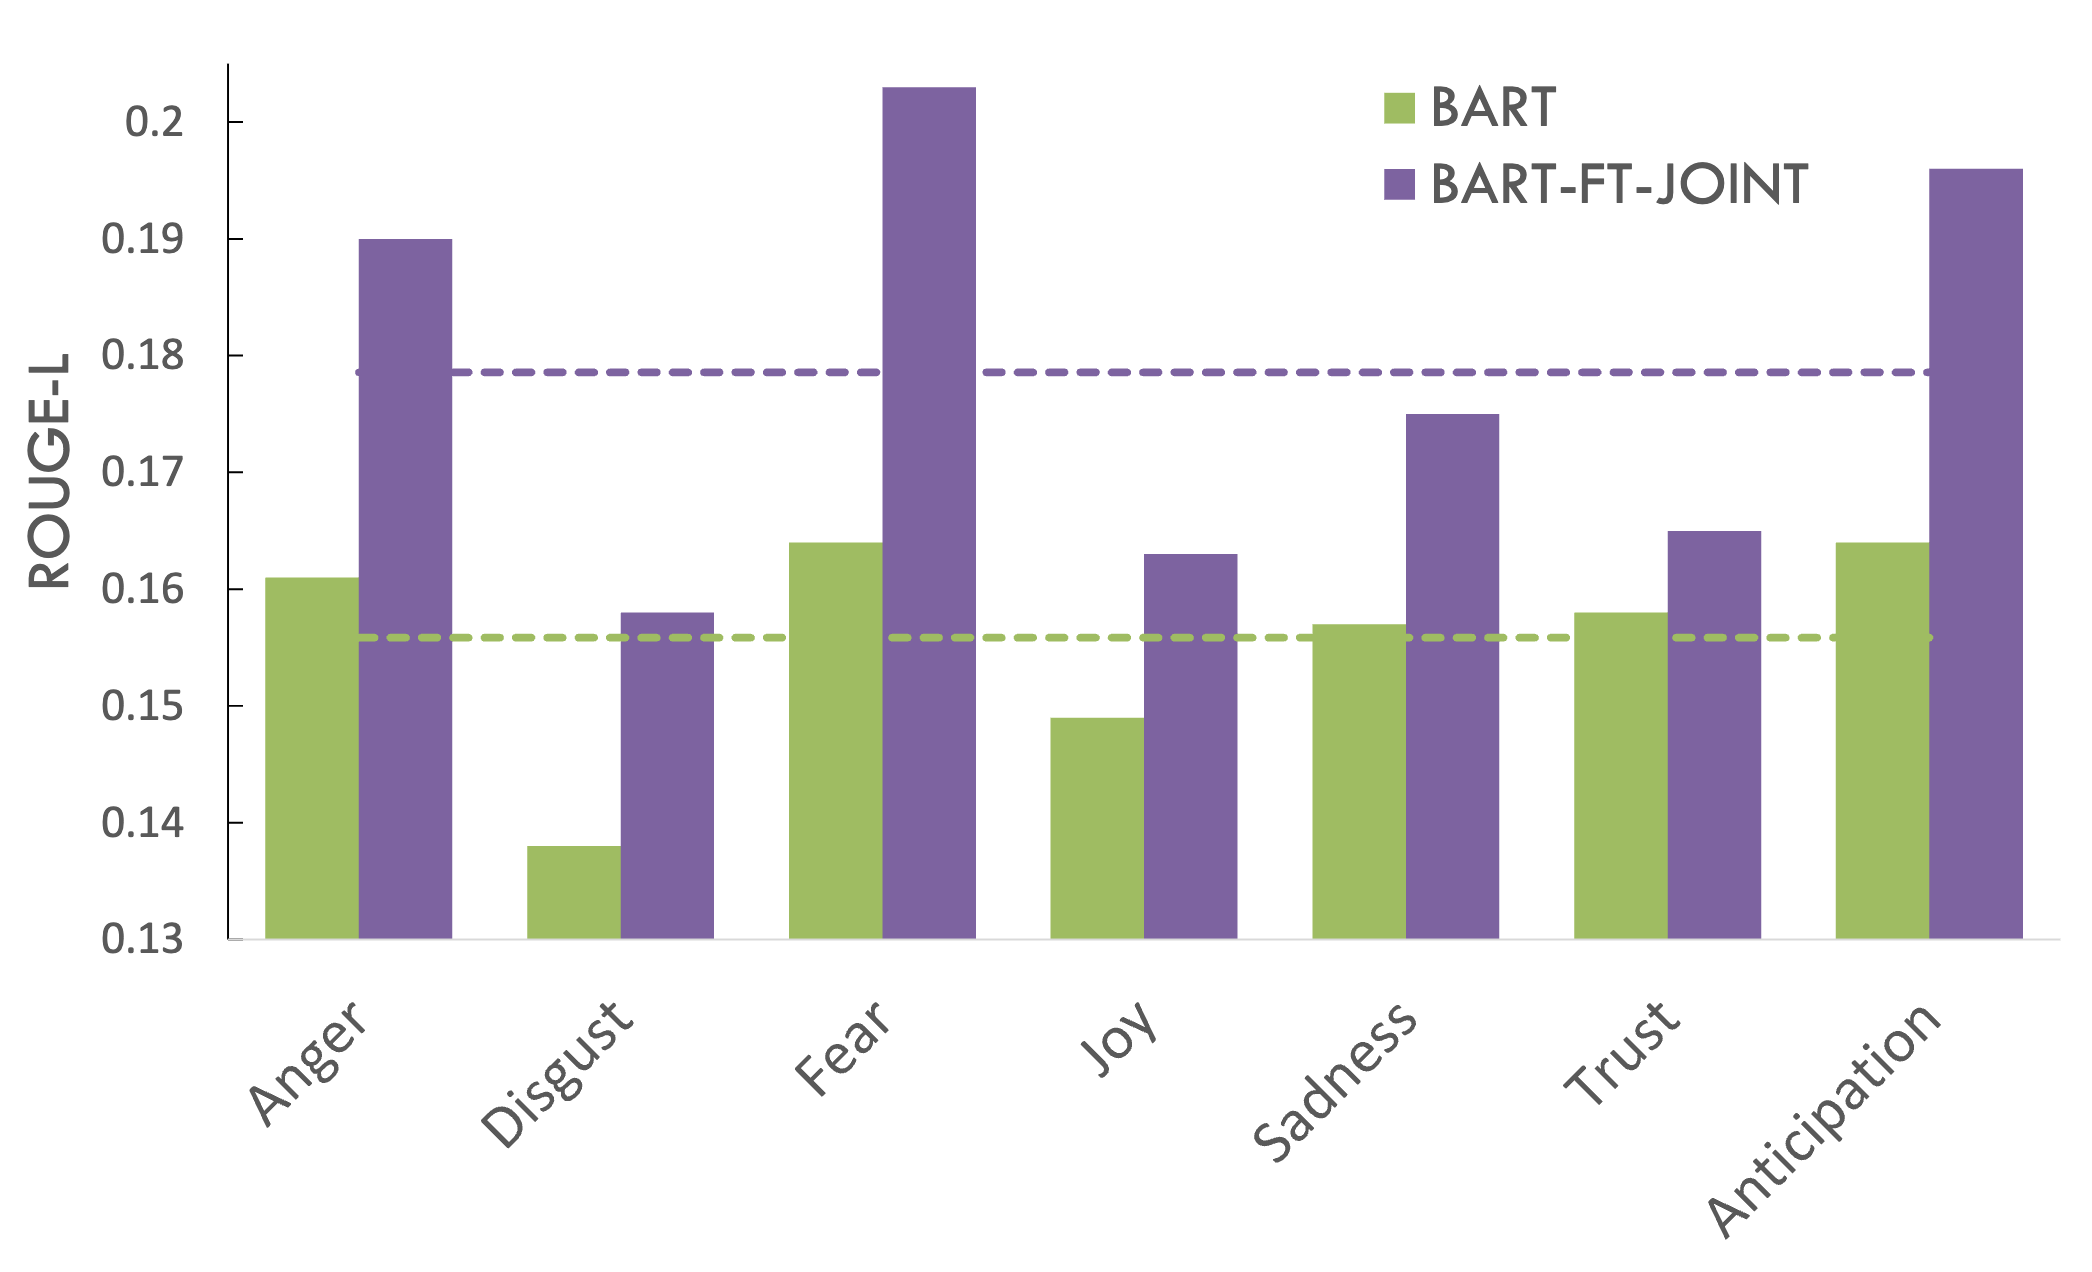 BART
BART-FT-JOINT
ROUGE-L
0.2
0.19
0.18
0.17
0.16
0.15
0.14
0.13
Anger
Disgust
Fear
Joy
Sadness
Trust
Anticipation